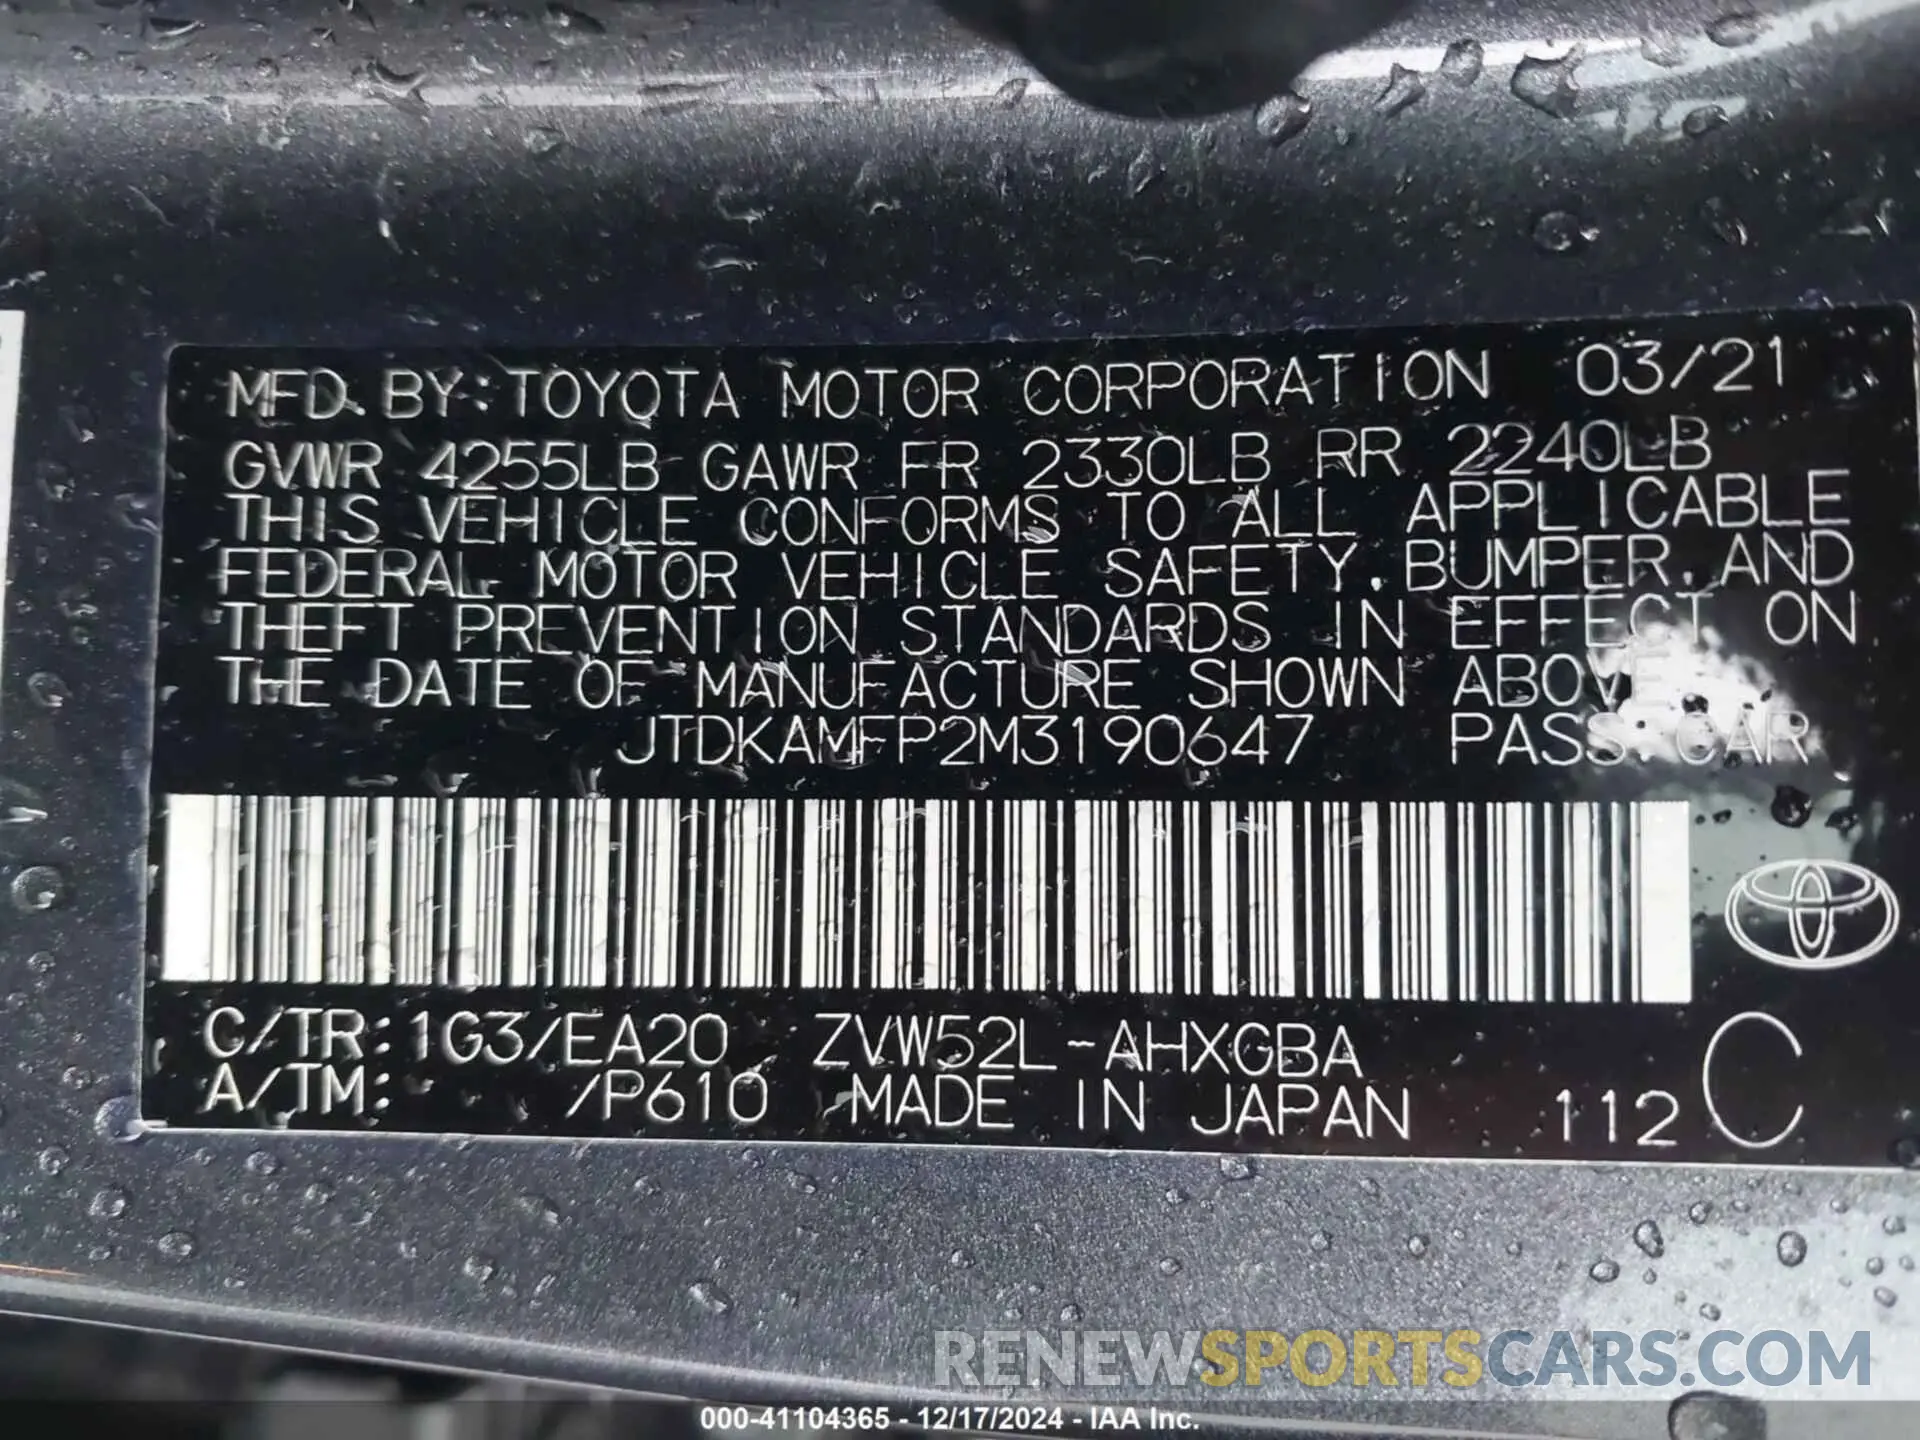 MFD. BY: TOYOTA MOTOR CORPORATION 03/21
GVWR 4255LB GAWR FR 2330LB RR 2240LB
THIS VEHICLE CONFORMS TO ALL APPLICABLE
FEDERAL MOTOR VEHICLE SAFETY, BUMPER, AND
THEFT PREVENTION STANDARDS IN EFFECT ON
THE DATE OF MANUFACTURE SHOWN ABOVE.
JTDKAMFP2M3190647 PASS. CAR
C/TR: 1G3/EA20 ZVW52L-AHXGBA
A/TM: /P610 MADE IN JAPAN 112 C
RENEWSPORTSCARS.COM
000-41104365 - 12/17/2024 - IAA Inc.